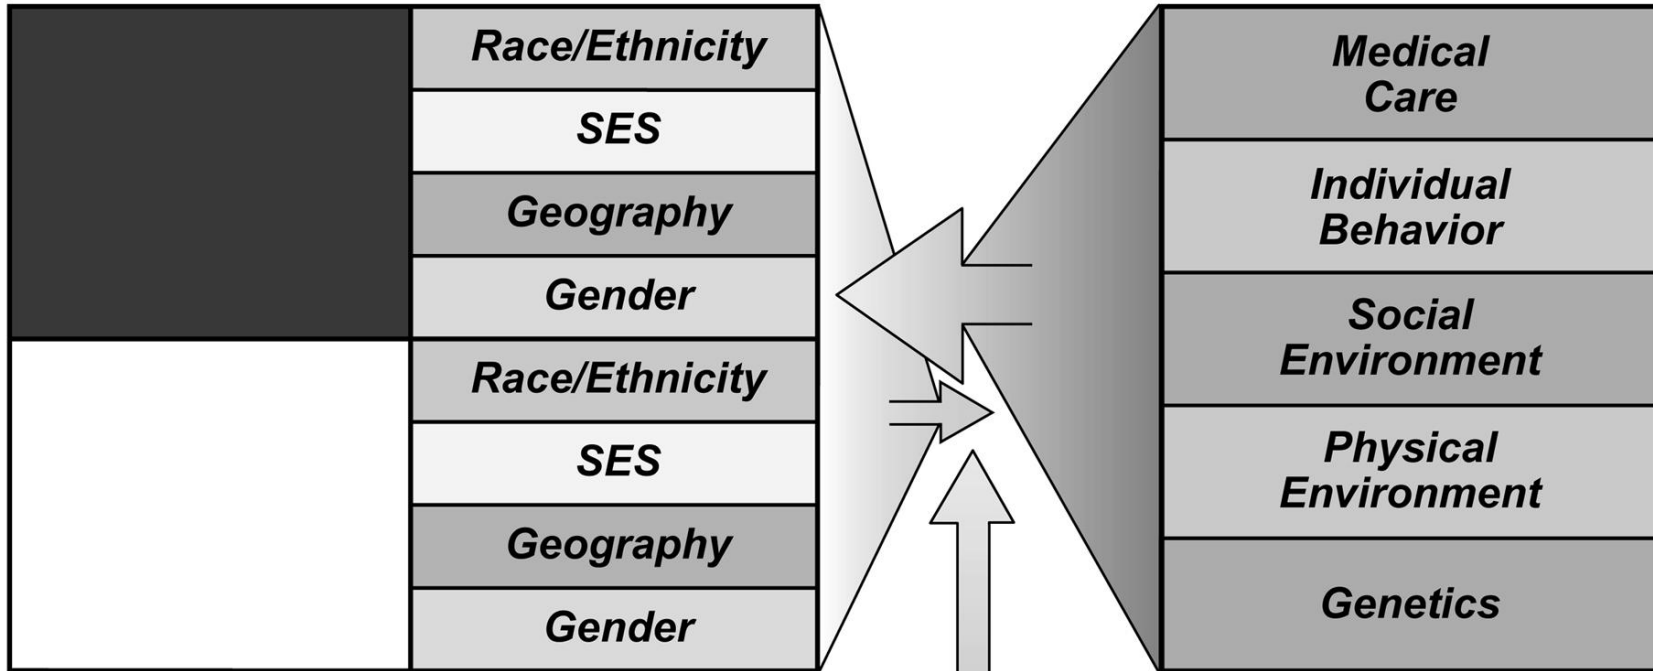 Race/Ethnicity
SES
Geography
Gender
Race/Ethnicity
SES
Geography
Gender
Medical
Care
Individual
Behavior
Social
Environment
Physical
Environment
Genetics